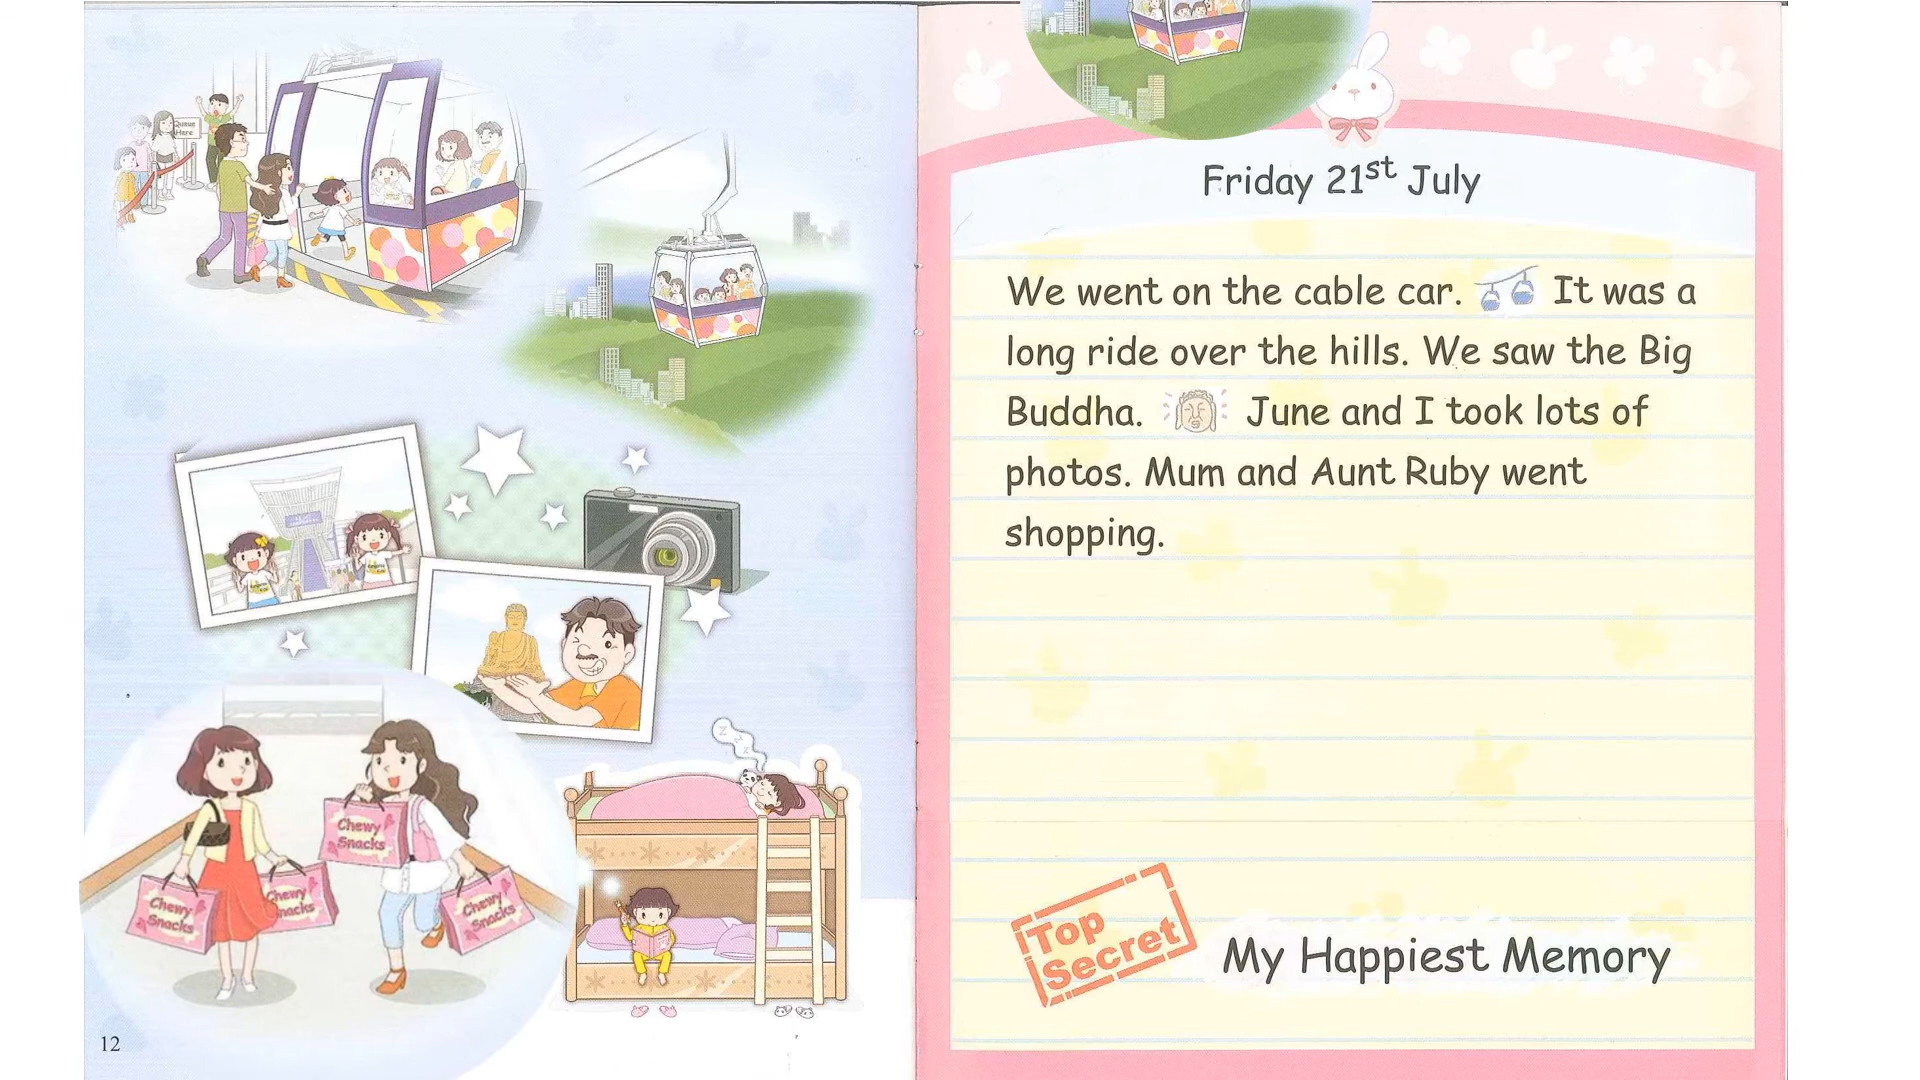 Queue
Here
Chewy
Snacks
Chewy
Snacks
Chewy
Snacks
Chewy
Snacks
z
z
z
12
Friday 21st July
We went on the cable car. It was a
long ride over the hills. We saw the Big
Buddha. June and I took lots of
photos. Mum and Aunt Ruby went
shopping.
Top
Secret
My Happiest Memory